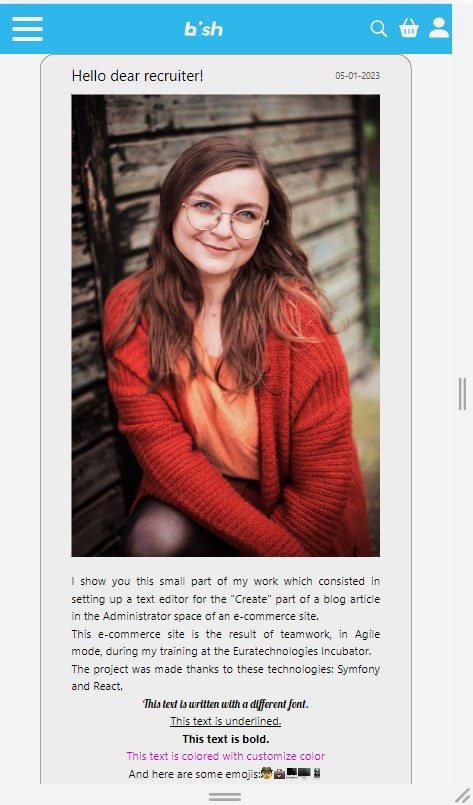 bish
Hello dear recruiter!
05-01-2023
I show you this small part of my work which consisted in
setting up a text editor for the "Create" part of a blog article
in the Administrator space of an e-commerce site.
This e-commerce site is the result of teamwork, in Agile
mode, during my training at the Euratechnologies Incubator.
The project was made thanks to these technologies: Symfony
and React.
This text is written with a different font.
This text is underlined.
This text is bold.
This text is colored with customize color
And here are some emojis: